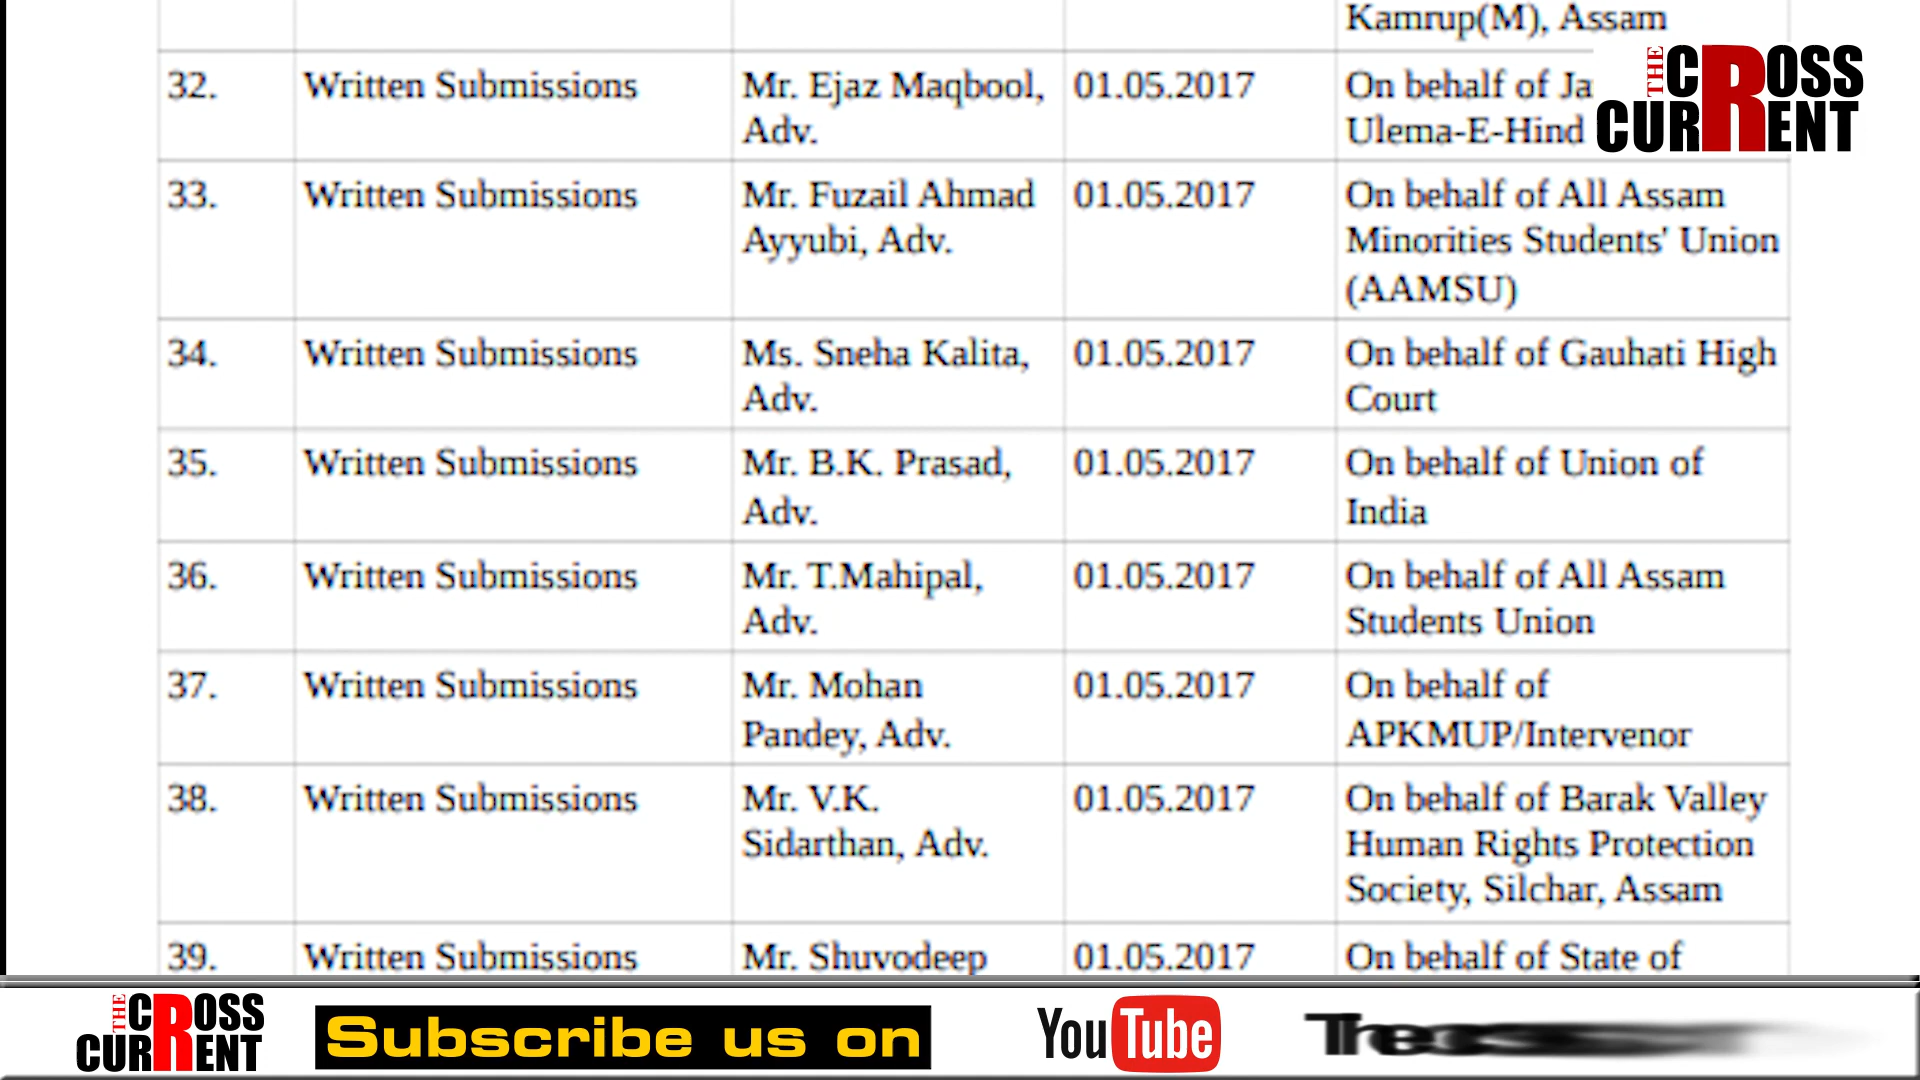 Kamrup(M), Assam
32. Written Submissions Mr. Ejaz Maqbool, 01.05.2017 On behalf of Ja
Adv. Ulema-E-Hind
THE CROSS
CURRENT
33. Written Submissions Mr. Fuzail Ahmad 01.05.2017 On behalf of All Assam
Ayyubi, Adv. Minorities Students' Union
(AAMSU)
34. Written Submissions Ms. Sneha Kalita, 01.05.2017 On behalf of Gauhati High
Adv. Court
35. Written Submissions Mr. B.K. Prasad, 01.05.2017 On behalf of Union of
Adv. India
36. Written Submissions Mr. T.Mahipal, 01.05.2017 On behalf of All Assam
Adv. Students Union
37. Written Submissions Mr. Mohan 01.05.2017 On behalf of
Pandey, Adv. APKMUP/Intervenor
38. Written Submissions Mr. V.K. 01.05.2017 On behalf of Barak Valley
Sidarthan, Adv. Human Rights Protection
Society, Silchar, Assam
39. Written Submissions Mr. Shuvodeep 01.05.2017 On behalf of State of
THE CROSS
CURRENT
Subscribe us on
YouTube